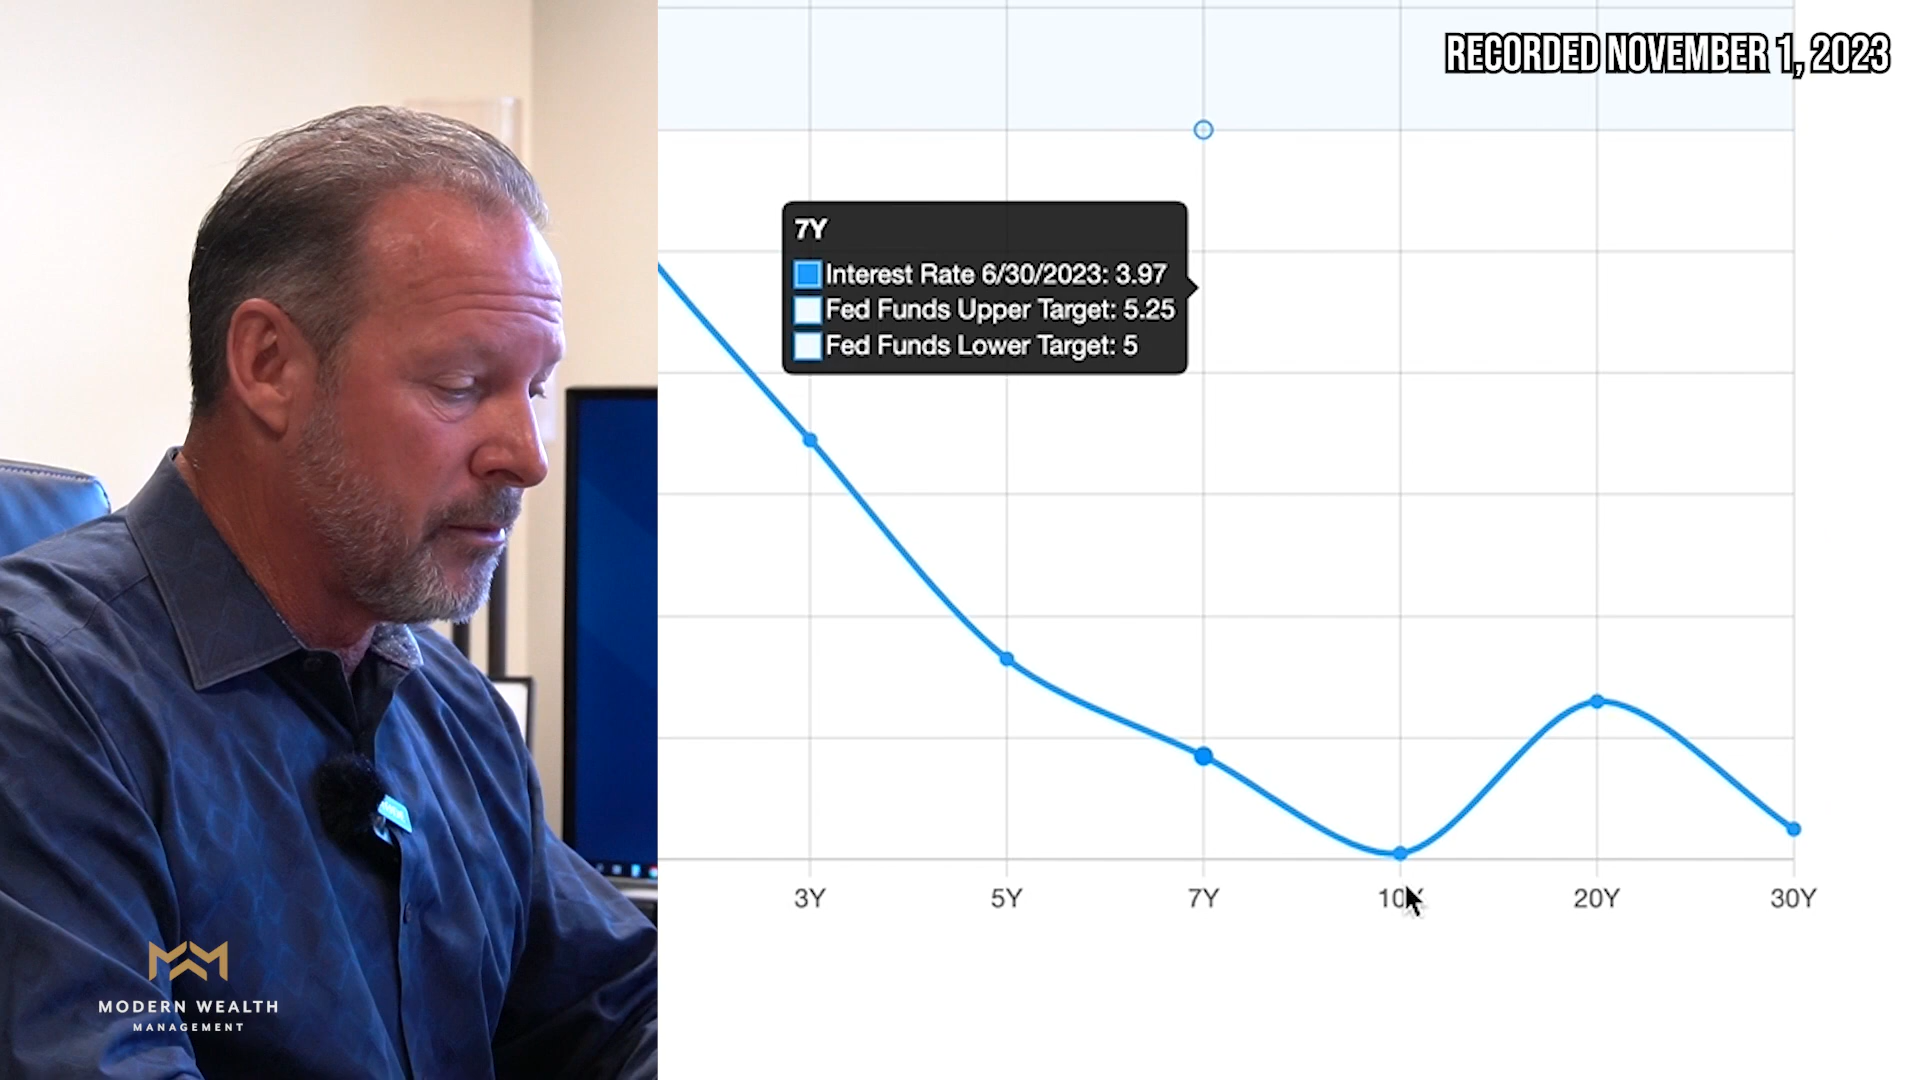 RECORDED NOVEMBER 1, 2023
7Y
Interest Rate 6/30/2023: 3.97
Fed Funds Upper Target: 5.25
Fed Funds Lower Target: 5
3Y
5Y
7Y
10Y
20Y
30Y
MODERN WEALTH
MANAGEMENT